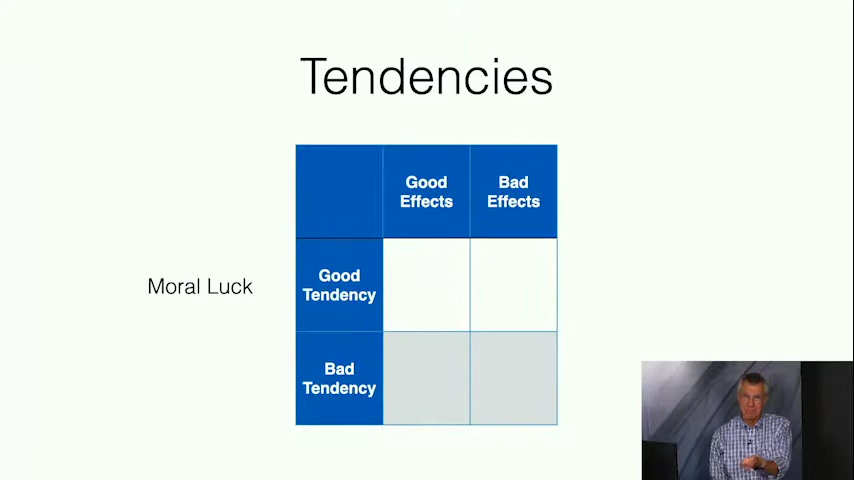 Tendencies
Good
Effects
Bad
Effects
Moral Luck
Good
Tendency
Bad
Tendency